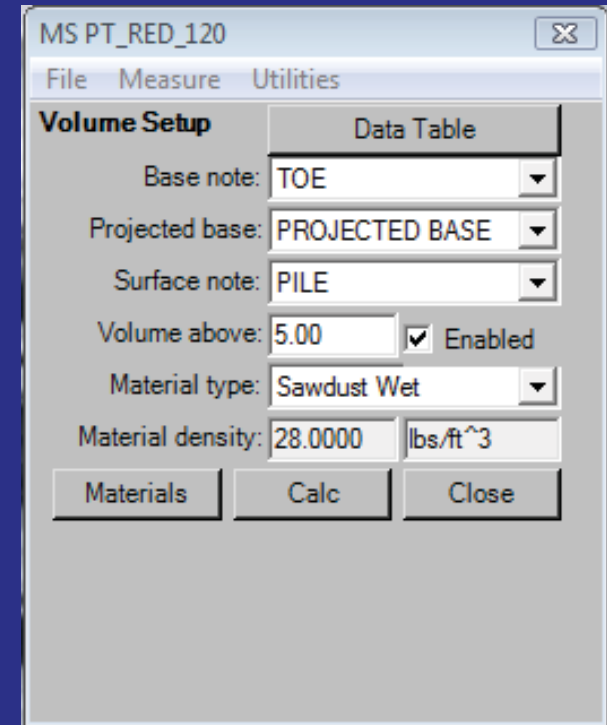 MS PT_RED_120
File Measure Utilities
Volume Setup Data Table
Base note: TOE
Projected base: PROJECTED BASE
Surface note: PILE
Volume above: 5.00 Enabled
Material type: Sawdust Wet
Material density: 28.0000 lbs/ft^3
Materials Calc Close